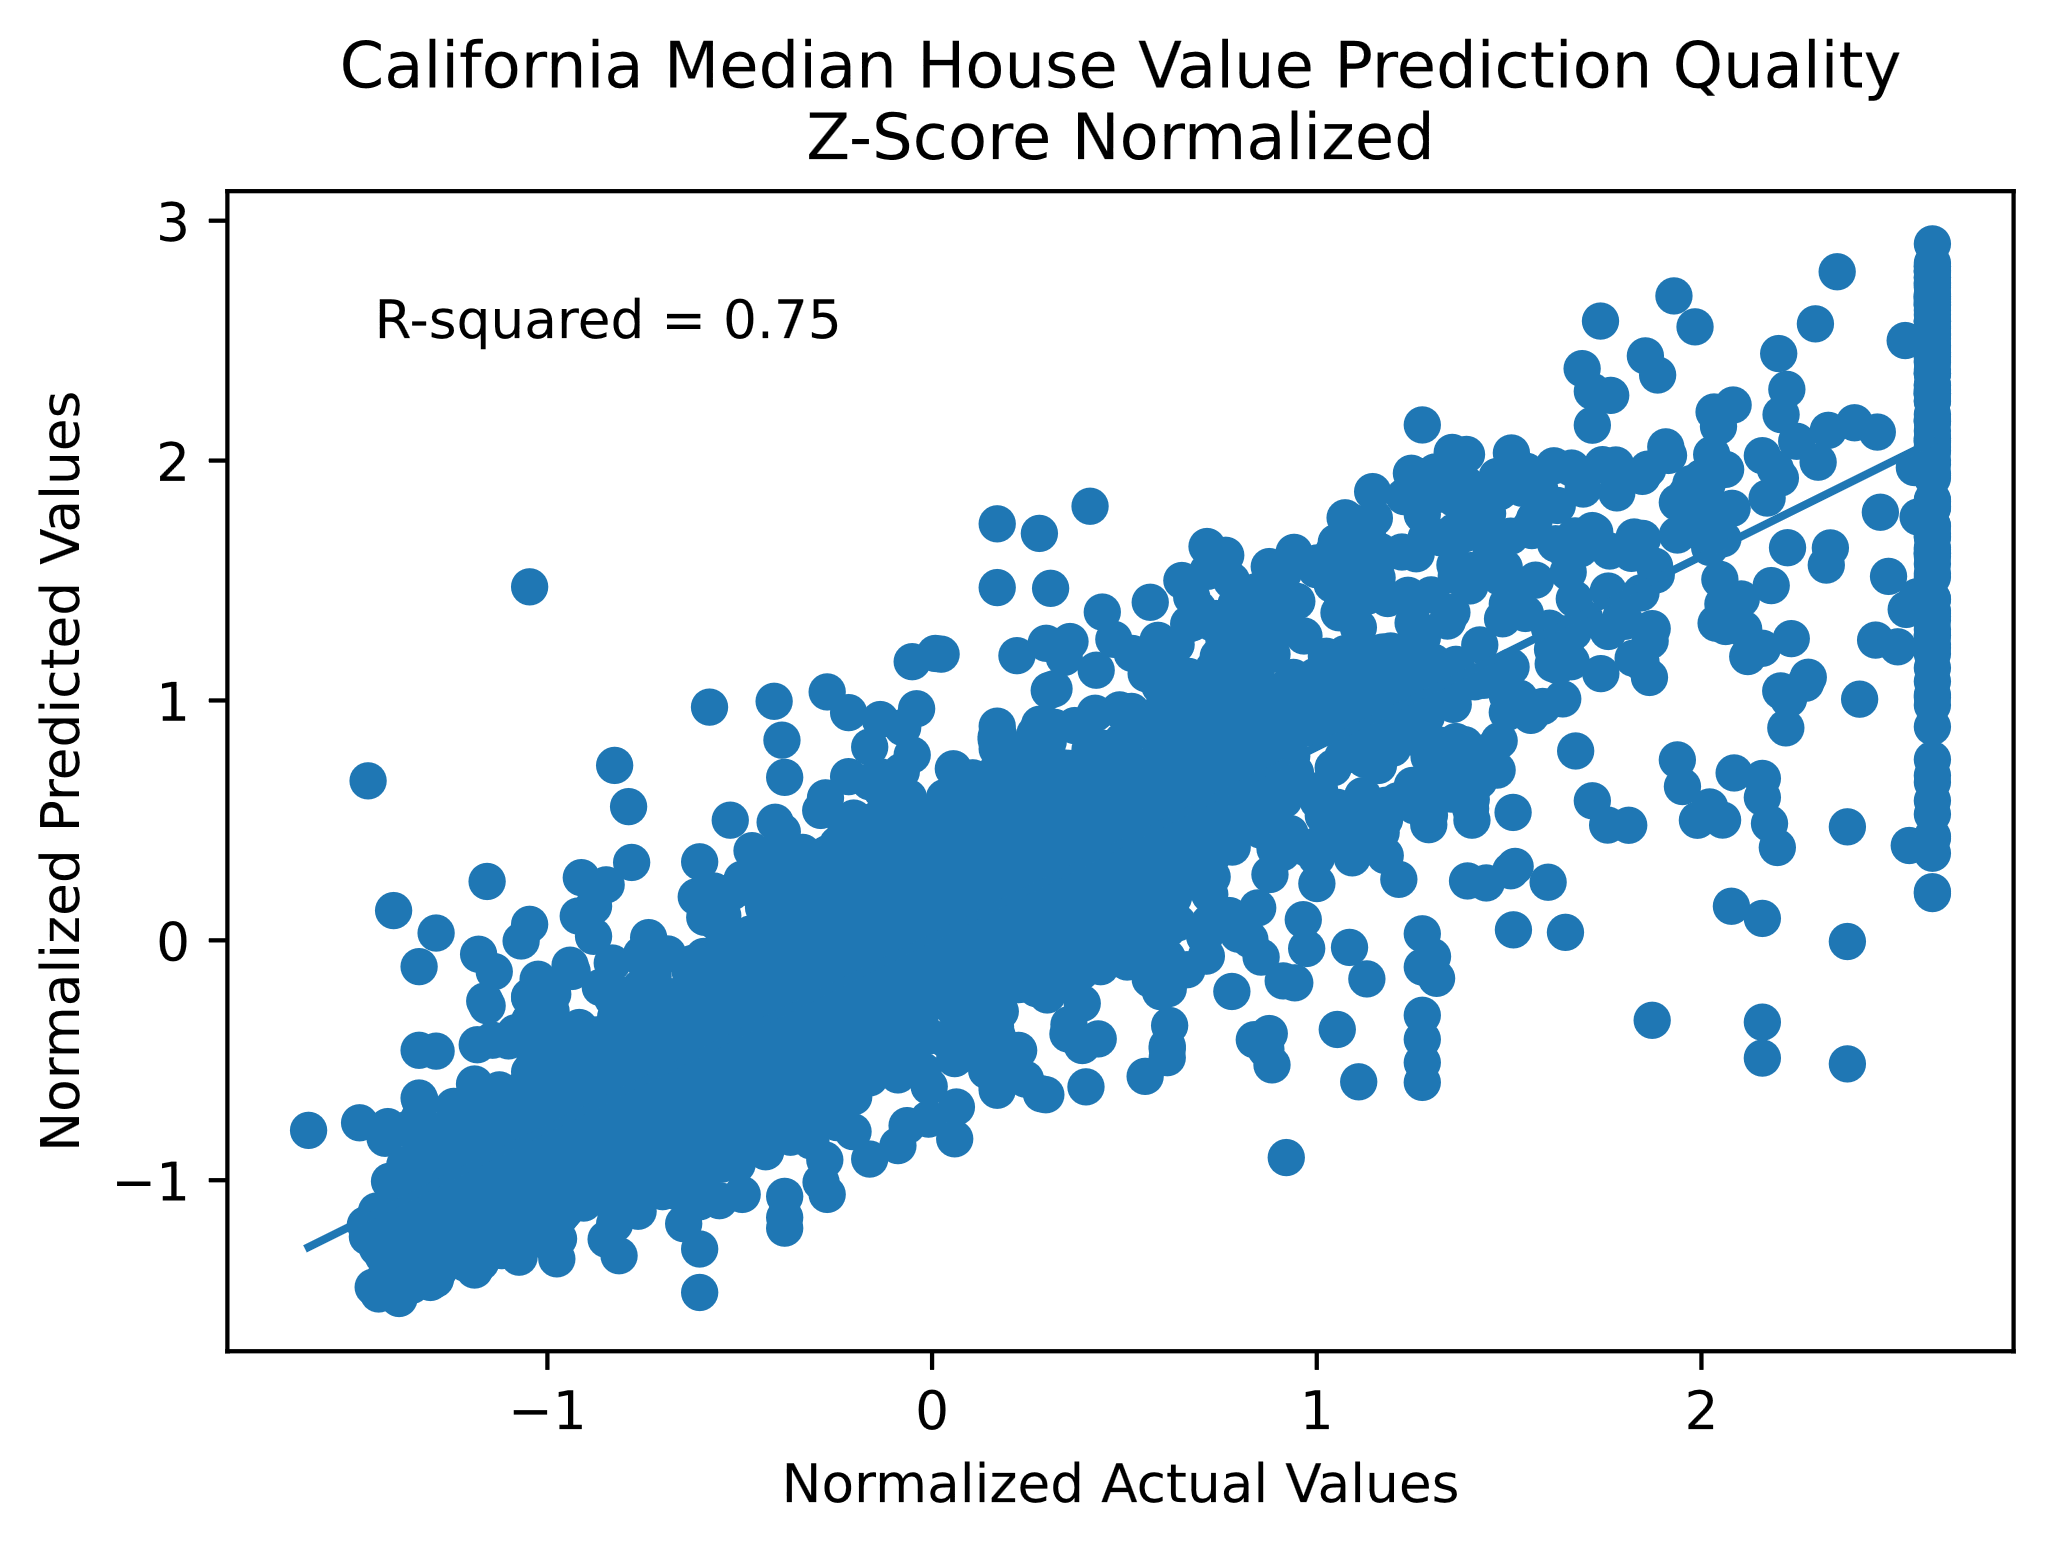 California Median House Value Prediction Quality
Z-Score Normalized
R-squared = 0.75
Normalized Predicted Values
3
2
1
0
−1
−1
0
1
2
Normalized Actual Values